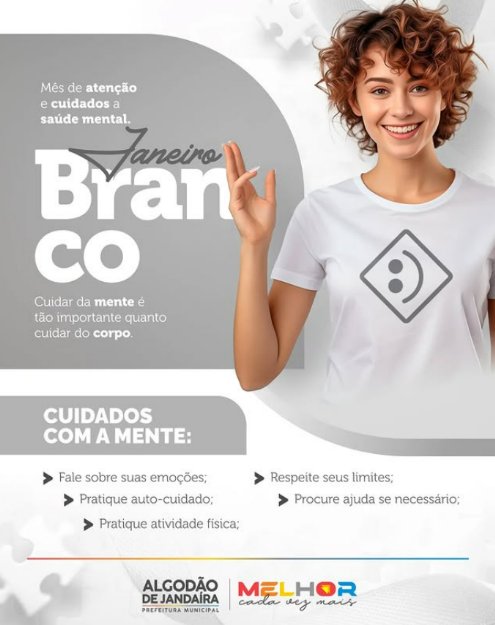 Mês de atenção
e cuidados a
saúde mental.
Janeiro
Bran
co
Cuidar da mente é
tão importante quanto
cuidar do corpo.
CUIDADOS
COM A MENTE:
Fale sobre suas emoções;
Pratique auto-cuidado;
Pratique atividade física;
Respeite seus limites;
Procure ajuda se necessário;
ALGODÃO
DE JANDAÍRA
PREFEITURA MUNICIPAL
MELHOR
cada vez mais